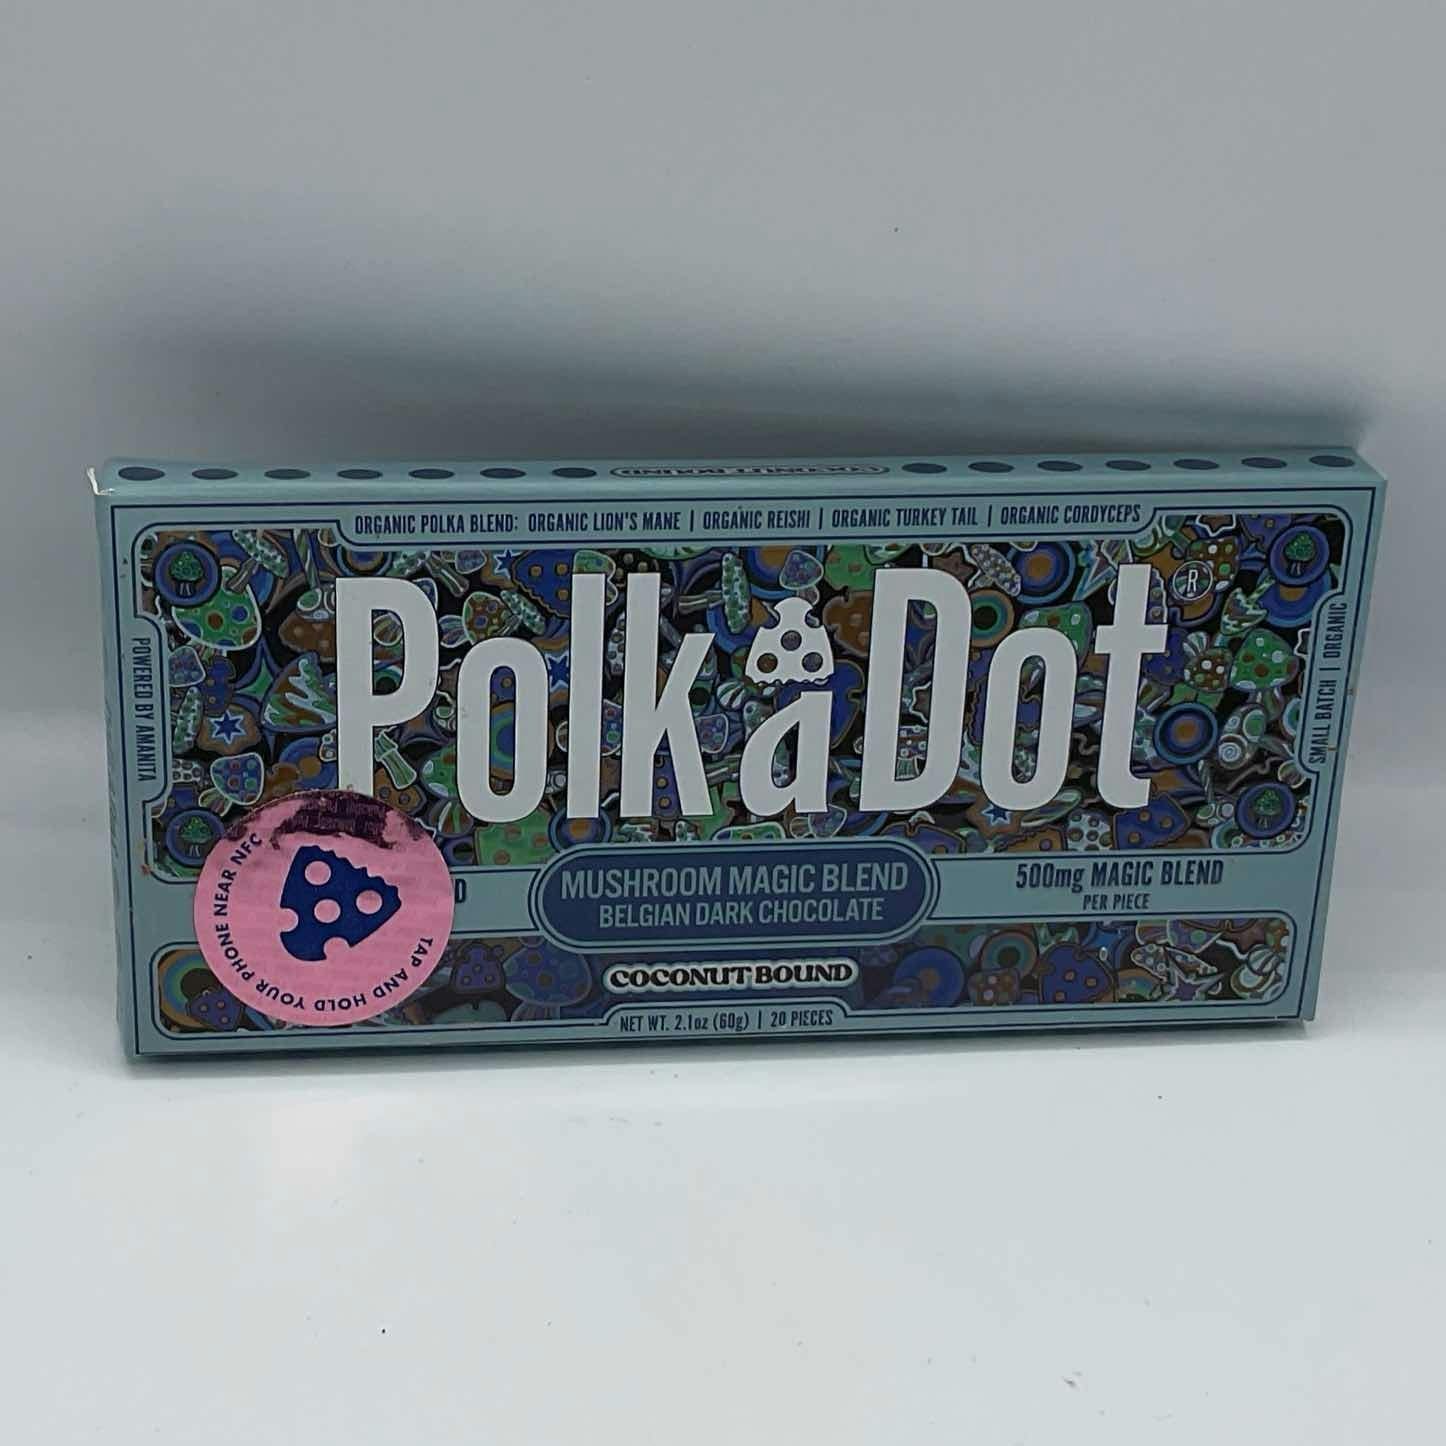 COCONUT BOUND
ORGANIC POLKA BLEND: ORGANIC LION'S MANE | ORGANIC REISHI | ORGANIC TURKEY TAIL | ORGANIC CORDYCEPS
POWERED BY AMANITA
PolkaDot
R
SMALL BATCH | ORGANIC
MUSHROOM MAGIC BLEND
BELGIAN DARK CHOCOLATE
500mg MAGIC BLEND
PER PIECE
COCONUT BOUND
NET WT. 2.1oz (60g) | 20 PIECES
TAP AND HOLD YOUR PHONE NEAR NFC